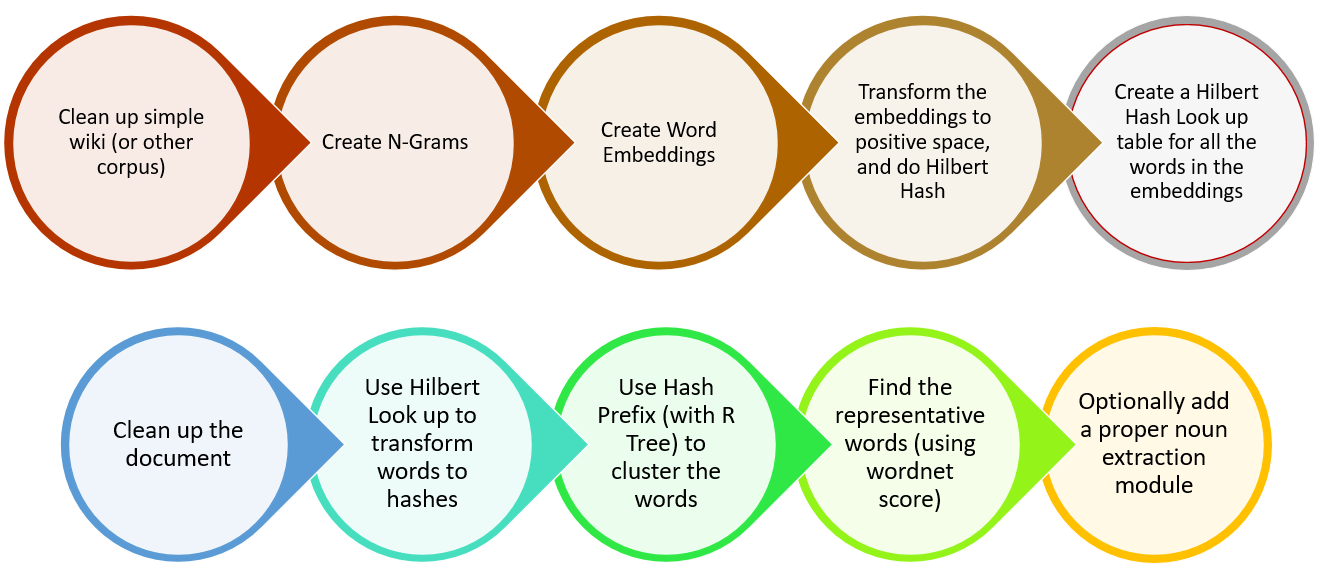 Clean up simple
wiki (or other
corpus)
Create N-Grams
Create Word
Embeddings
Transform the
embeddings to
positive space,
and do Hilbert
Hash
Create a Hilbert
Hash Look up
table for all the
words in the
embeddings
Clean up the
document
Use Hilbert
Look up to
transform
words to
hashes
Use Hash
Prefix (with R
Tree) to
cluster the
words
Find the
representative
words (using
wordnet
score)
Optionally add
a proper noun
extraction
module